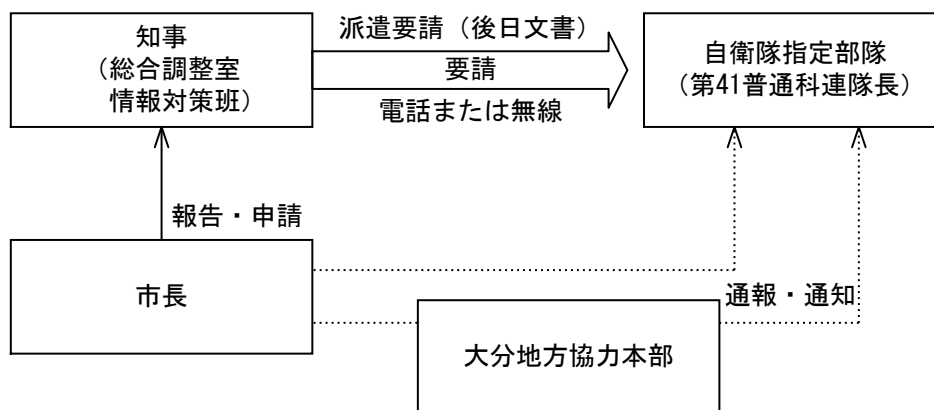 知事
（総合調整室
情報対策班）
派遣要請（後日文書）
要請
電話または無線
自衛隊指定部隊
（第41普通科連隊長）
報告・申請
市長
通報・通知
大分地方協力本部